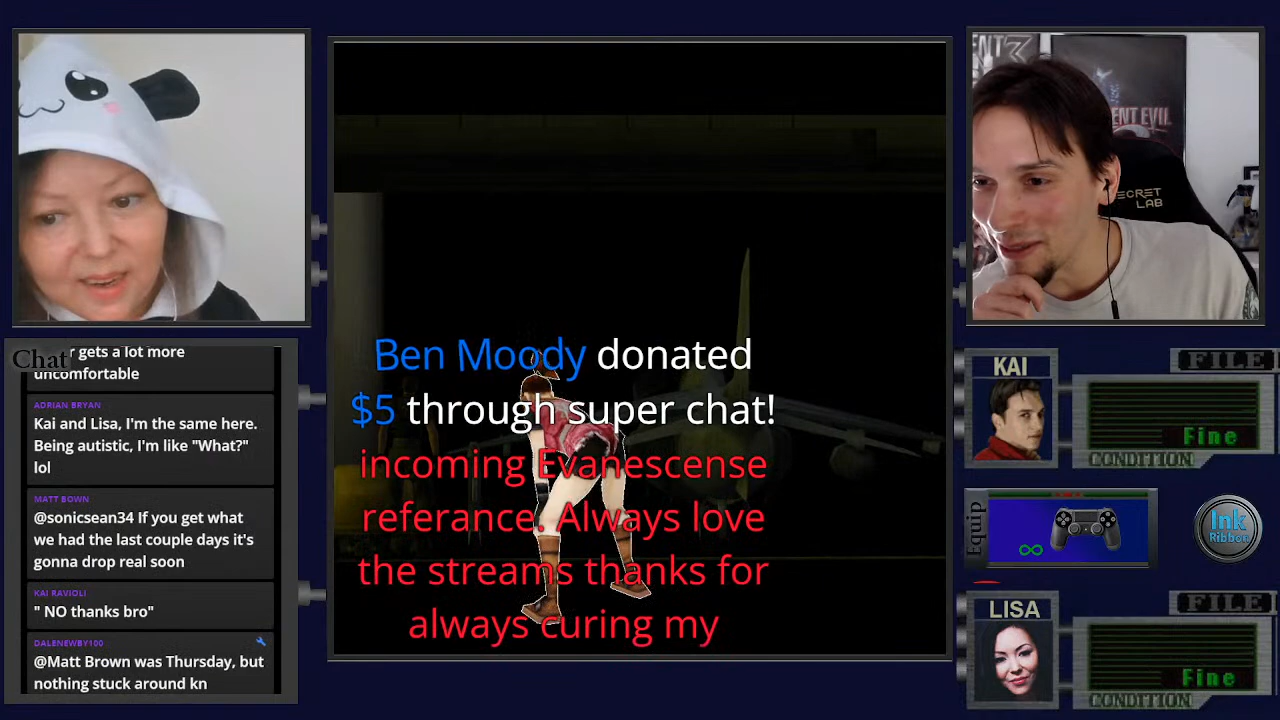 Chat
r gets a lot more
uncomfortable
ADRIAN BRYAN
Kai and Lisa, I'm the same here.
Being autistic, I'm like "What?"
lol
MATT BOWN
@sonicsean34 If you get what
we had the last couple days it's
gonna drop real soon
KAI RAVIOLI
" NO thanks bro"
DALENEWBY100
@Matt Brown was Thursday, but
nothing stuck around kn
Ben Moody donated
$5 through super chat!
incoming Evanescense
referance. Always love
the streams thanks for
always curing my
ENT EVIL
SECRET
LAB
KAI
FILE
Fine
CONDITION
Equip
Ink
Ribbon
LISA
FILE
Fine
CONDITION